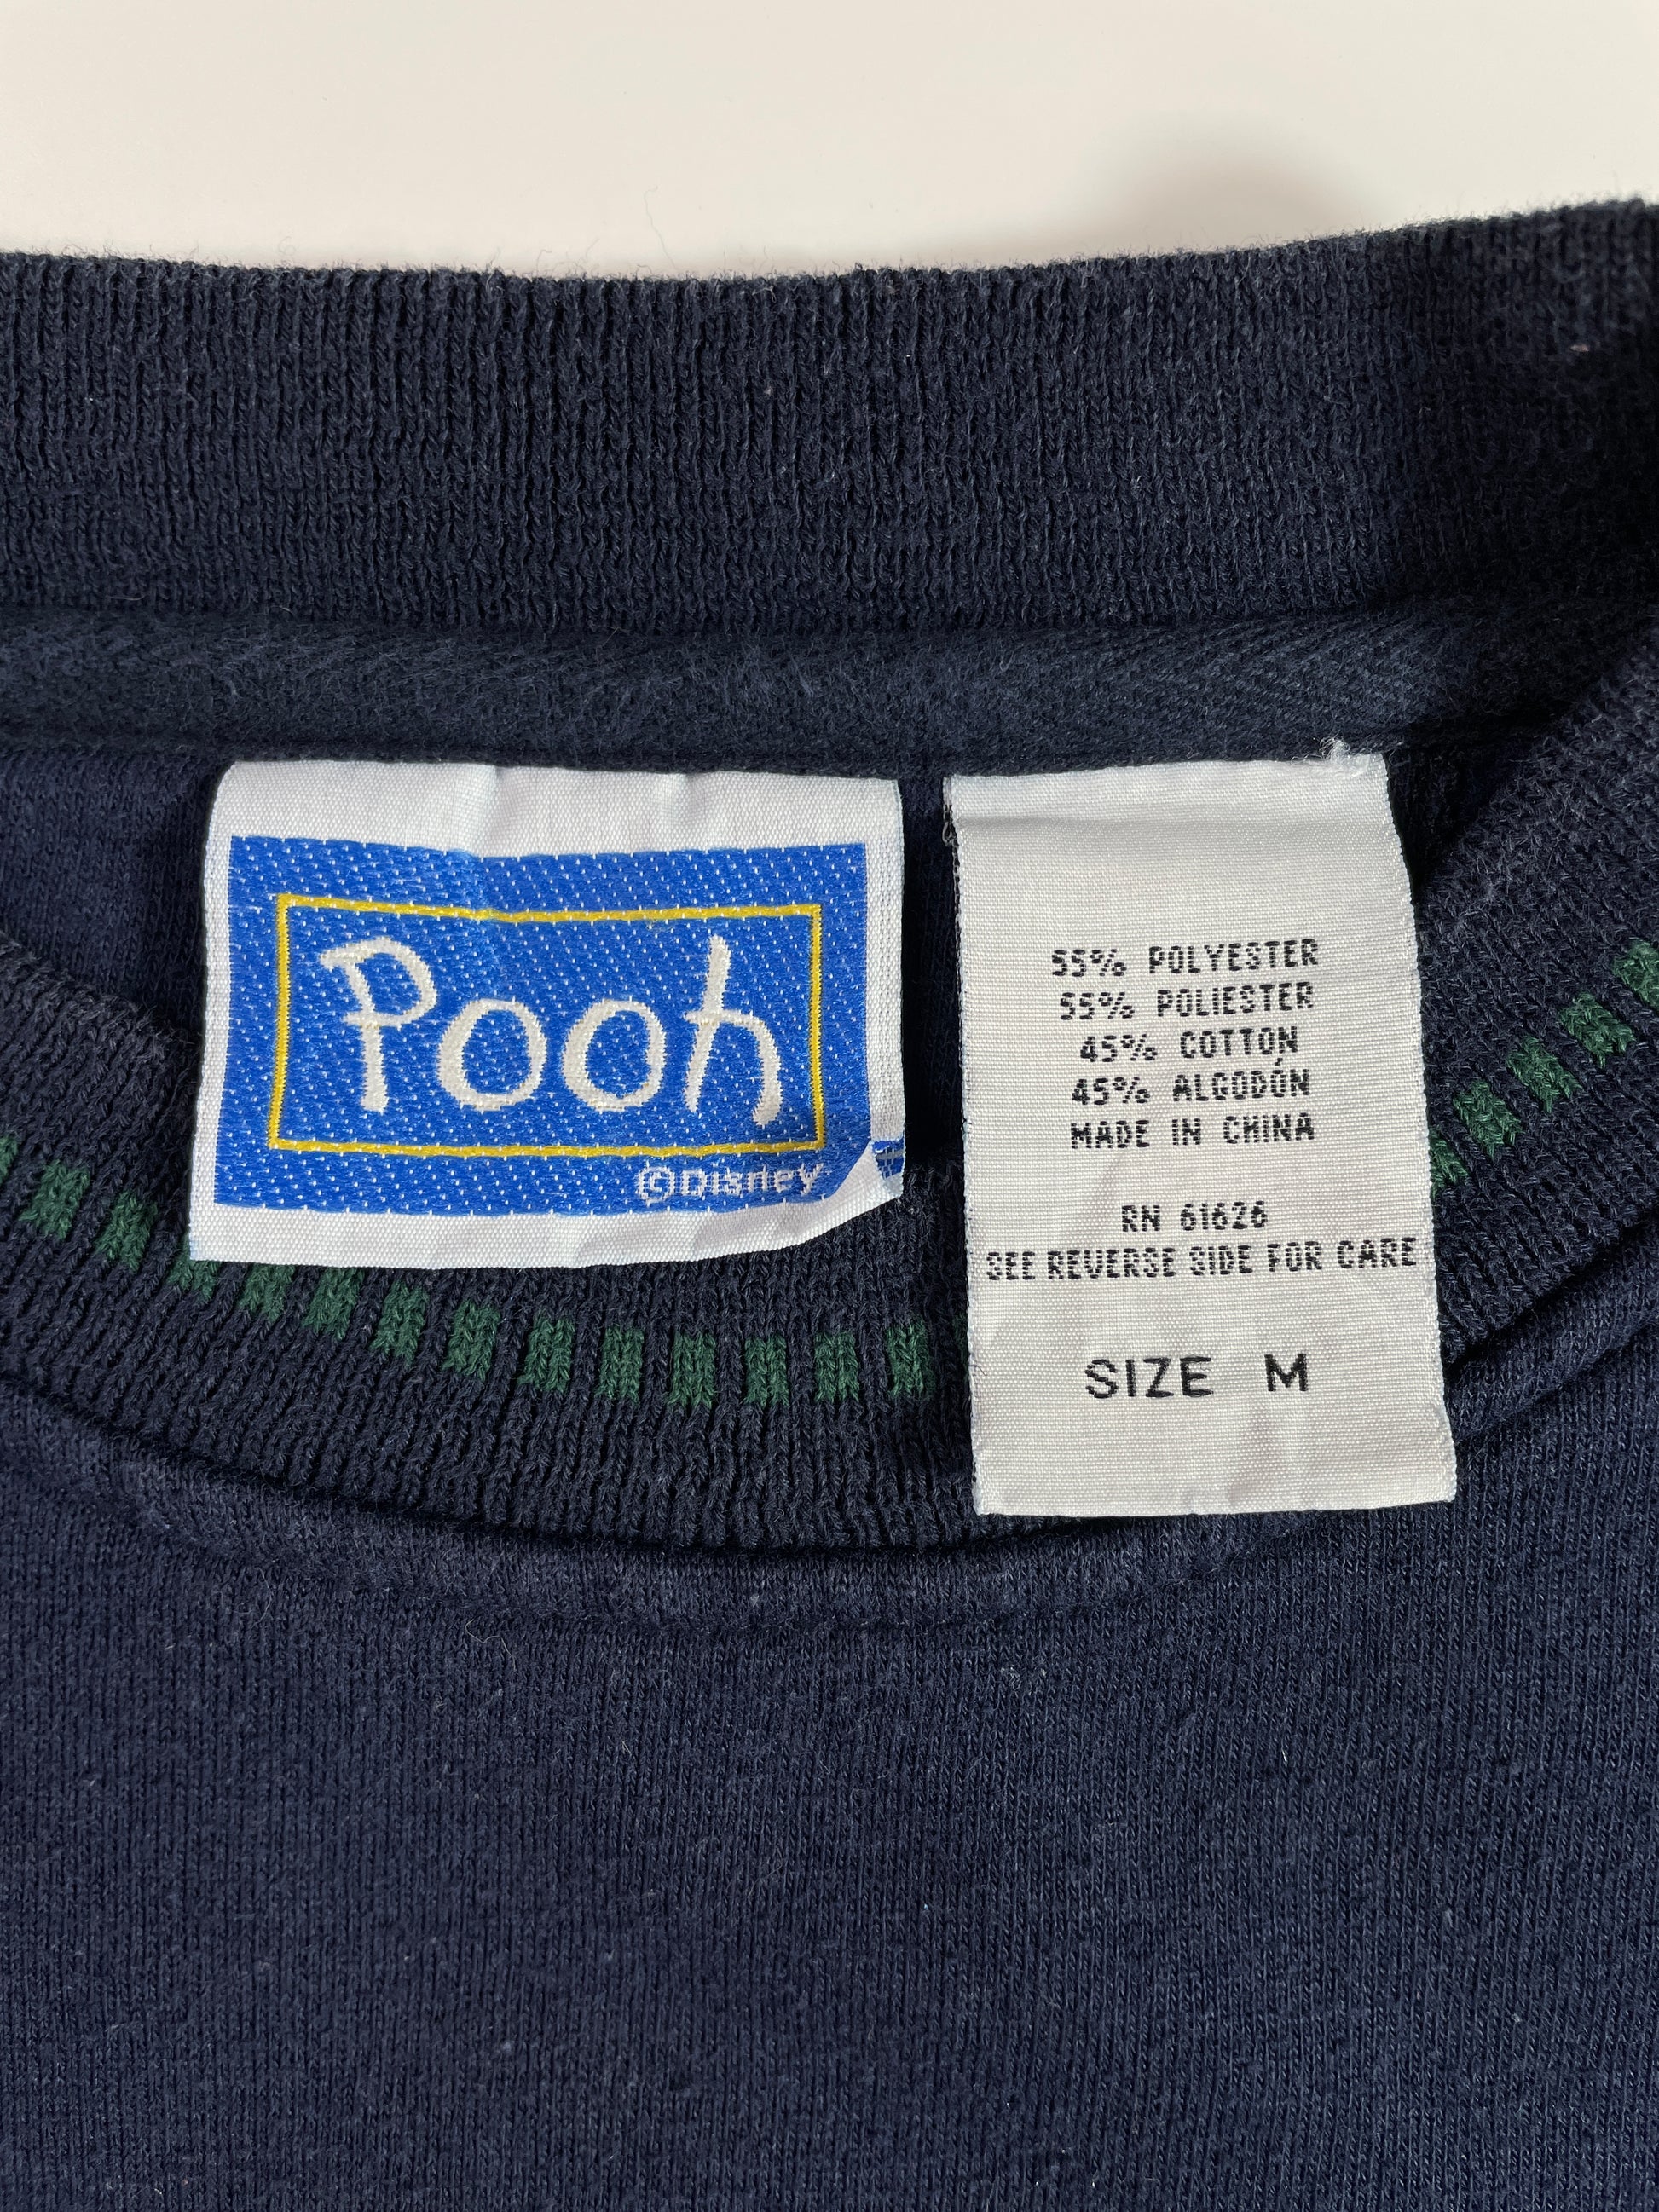 Pooh
©Disney
55% POLYESTER
55% POLIESTER
45% COTTON
45% ALGODÓN
MADE IN CHINA
RN 61626
SEE REVERSE SIDE FOR CARE
SIZE M